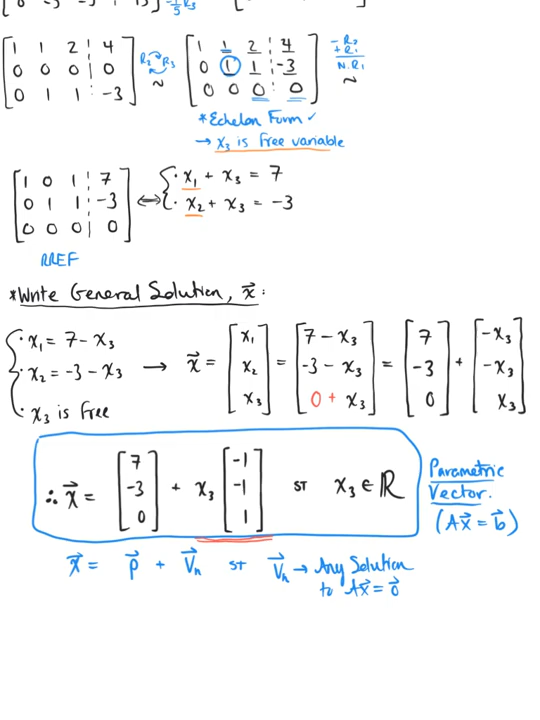 -1/5 R3
[1 1 2 | 4; 0 0 0 | 0; 0 1 1 | -3] R2 ↔ R3 ~ [1 1 2 | 4; 0 1 1 | -3; 0 0 0 | 0] -R2 + R1 N.R1 ~
*Echelon Form ✓
→ x3 is free variable
[1 0 1 | 7; 0 1 1 | -3; 0 0 0 | 0] ⟺ { • x1 + x3 = 7 • x2 + x3 = -3
RREF
*Write General Solution, x⃗ :
{ • x1 = 7 - x3 • x2 = -3 - x3 • x3 is free → x⃗ = [x1; x2; x3] = [7 - x3; -3 - x3; 0 + x3] = [7; -3; 0] + [-x3; -x3; x3]
∴ x⃗ = [7; -3; 0] + x3 [-1; -1; 1] st x3 ∈ ℝ
Parametric
Vector.
(Ax⃗ = b⃗)
x⃗ = p⃗ + v⃗h st v⃗h → Any Solution
to Ax⃗ = 0⃗